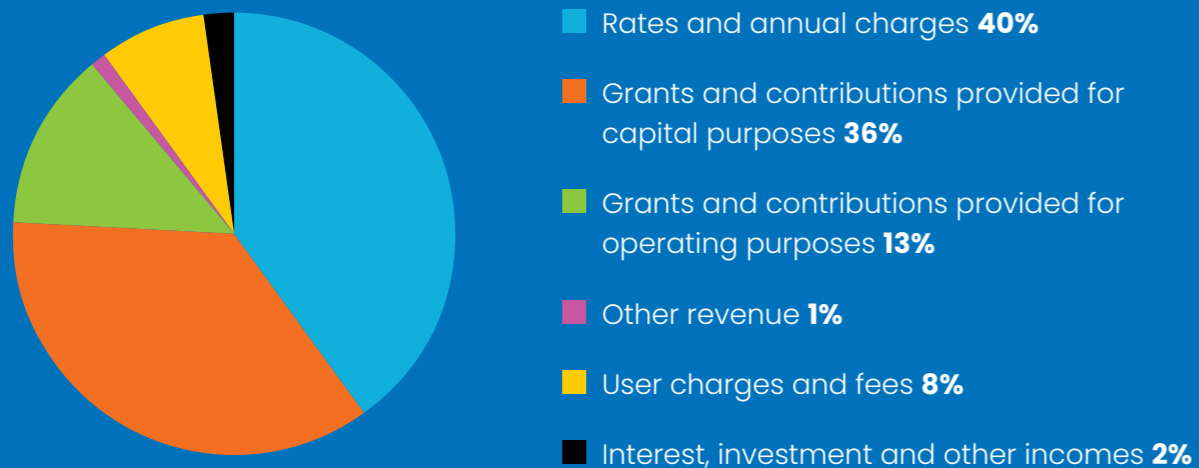 Rates and annual charges 40%
Grants and contributions provided for
capital purposes 36%
Grants and contributions provided for
operating purposes 13%
Other revenue 1%
User charges and fees 8%
Interest, investment and other incomes 2%